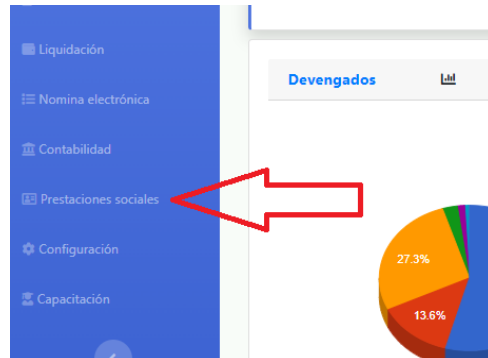 Liquidación
Nomina electrónica
Contabilidad
Prestaciones sociales
Configuración
Capacitación
Devengados
27.3%
13.6%